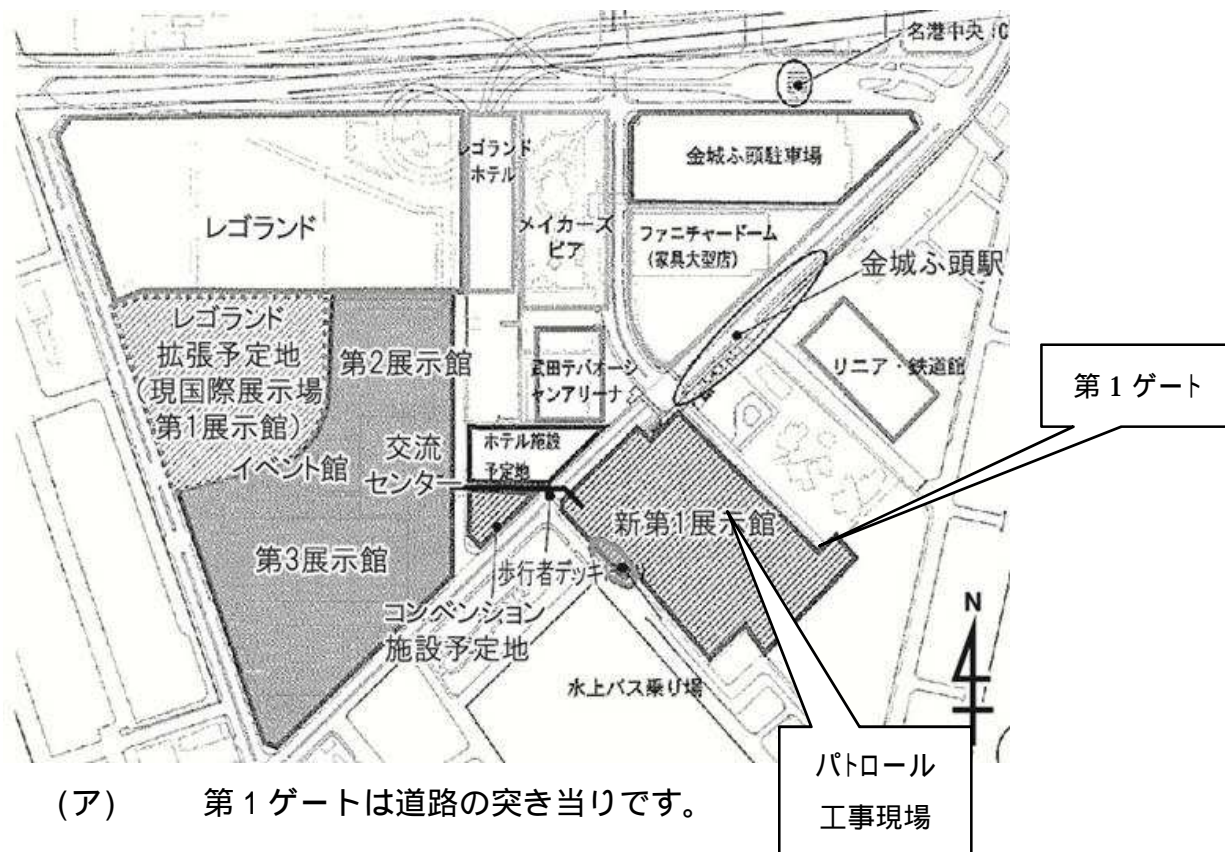 名港中央IC
レゴランド
ホテル
金城ふ頭駐車場
レゴランド
メイカーズ
ピア
ファニチャードーム
(家具大型店)
金城ふ頭駅
レゴランド
拡張予定地
(現国際展示場
第1展示館)
第2展示館
武田テバオーシ
ャンアリーナ
リニア・鉄道館
第1ゲート
イベント館
交流
センター
ホテル施設
予定地
新第1展示館
第3展示館
歩行者デッキ
コンベンション
施設予定地
N
水上バス乗り場
パトロール
工事現場
(ア) 第1ゲートは道路の突き当りです。